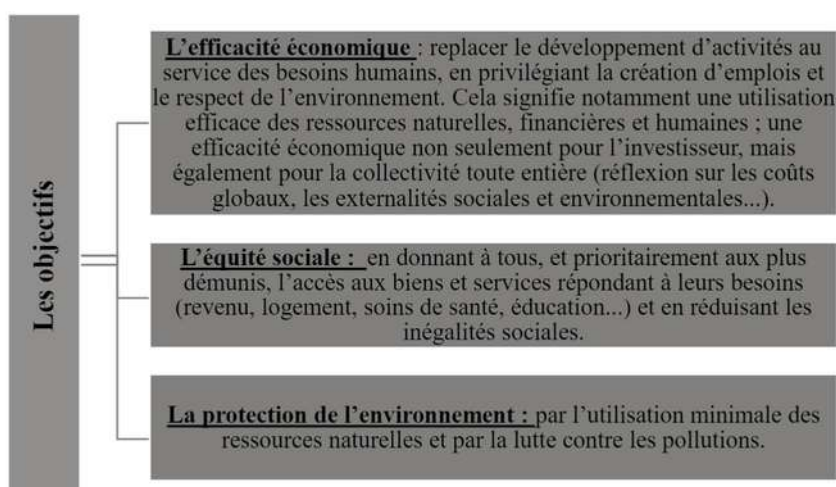 Les objectifs
L'efficacité économique : replacer le développement d'activités au
service des besoins humains, en privilégiant la création d'emplois et
le respect de l'environnement. Cela signifie notamment une utilisation
efficace des ressources naturelles, financières et humaines ; une
efficacité économique non seulement pour l'investisseur, mais
également pour la collectivité toute entière (réflexion sur les coûts
globaux, les externalités sociales et environnementales...).
L'équité sociale : en donnant à tous, et prioritairement aux plus
démunis, l'accès aux biens et services répondant à leurs besoins
(revenu, logement, soins de santé, éducation...) et en réduisant les
inégalités sociales.
La protection de l'environnement : par l'utilisation minimale des
ressources naturelles et par la lutte contre les pollutions.